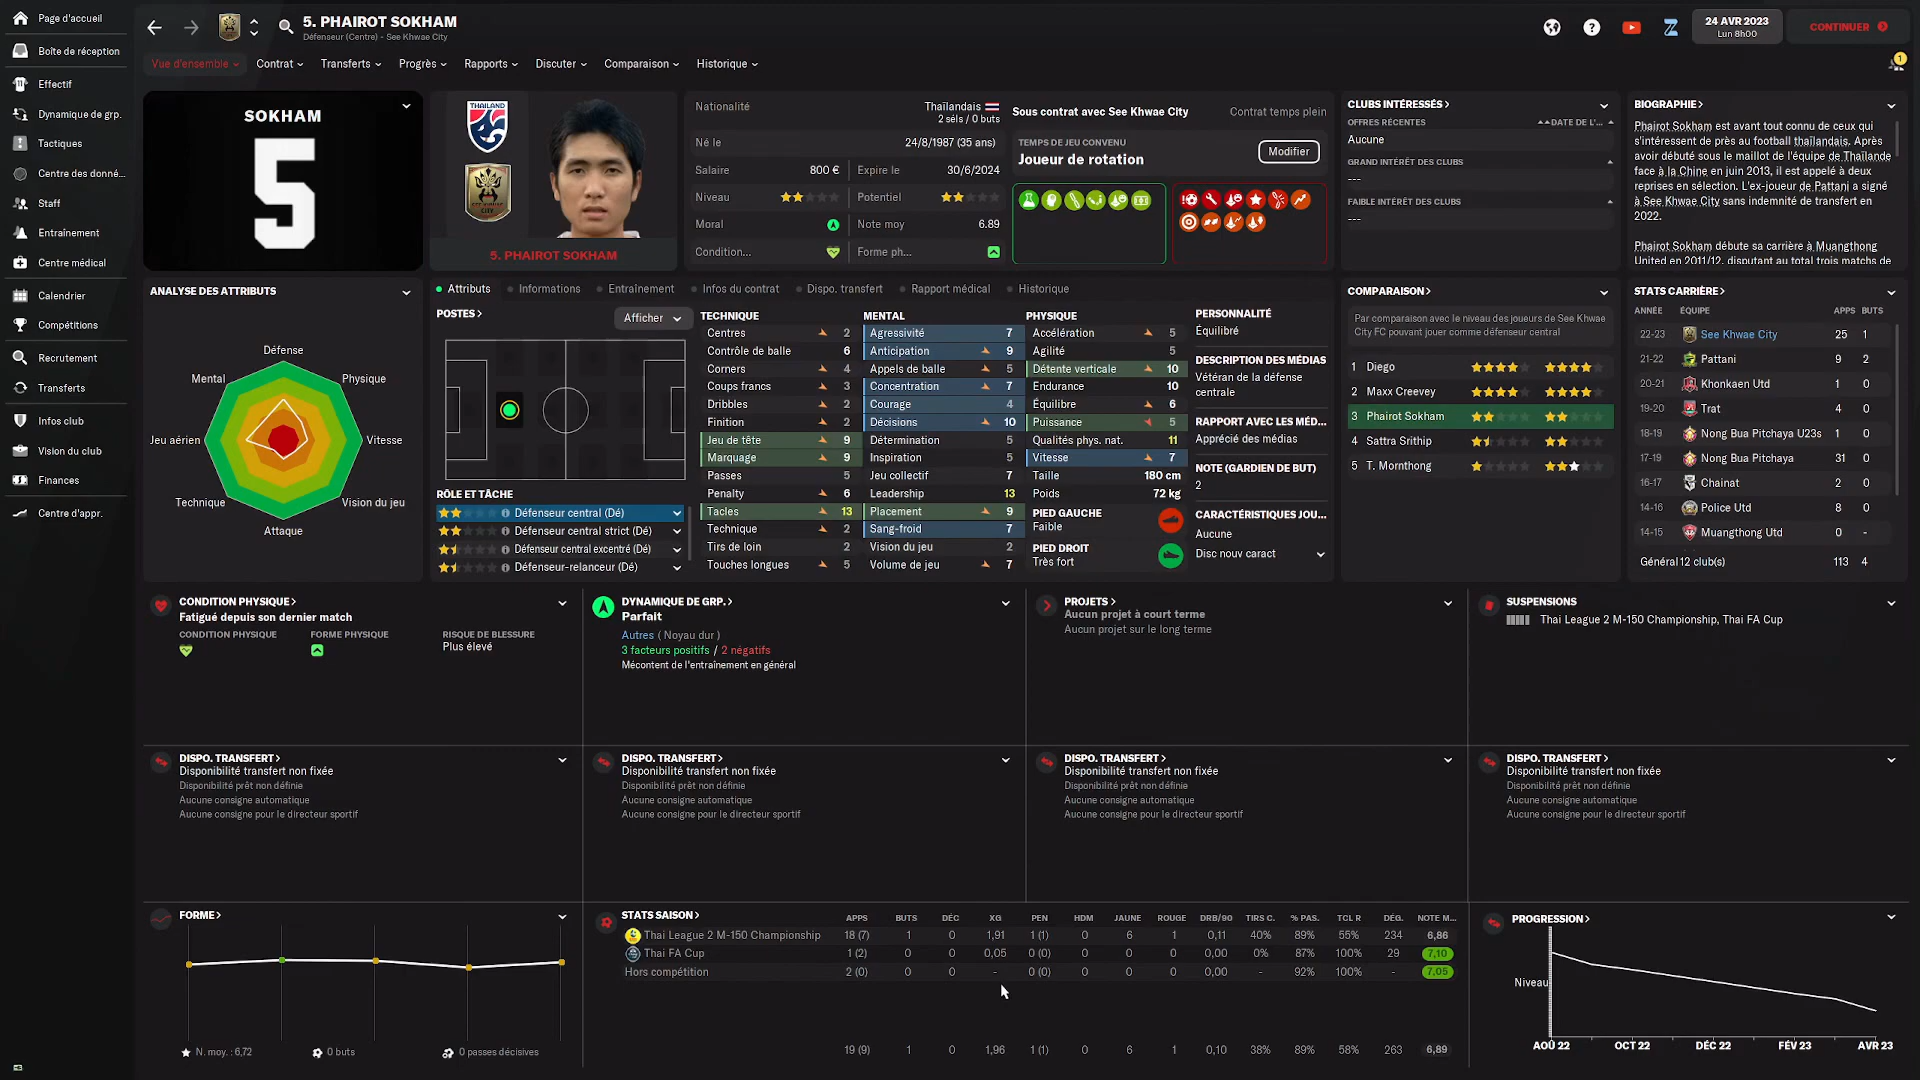 Page d'accueil
Boîte de réception
Effectif
Dynamique de grp.
Tactiques
Centre des donné...
Staff
Entraînement
Centre médical
Calendrier
Compétitions
Recrutement
Transferts
Infos club
Vision du club
Finances
Centre d'appr.
5. PHAIROT SOKHAM
Défenseur (Centre) - See Khwae City
24 AVR 2023
Lun 8h00
CONTINUER
1
Vue d'ensemble
Contrat
Transferts
Progrès
Rapports
Discuter
Comparaison
Historique
SOKHAM
5
THAILAND
SEE KHWAE CITY
5. PHAIROT SOKHAM
Nationalité Thaïlandais
2 séls / 0 buts
Né le 24/8/1987 (35 ans)
Salaire 800 € Expire le 30/6/2024
Niveau Potentiel
Moral Note moy 6.89
Condition... Forme ph...
Sous contrat avec See Khwae City Contrat temps plein
TEMPS DE JEU CONVENU
Joueur de rotation
Modifier
CLUBS INTÉRESSÉS
OFFRES RÉCENTES DATE DE L'...
Aucune
GRAND INTÉRÊT DES CLUBS
---
FAIBLE INTÉRÊT DES CLUBS
---
BIOGRAPHIE
Phairot Sokham est avant tout connu de ceux qui
s'intéressent de près au football thaïlandais. Après
avoir débuté sous le maillot de l'équipe de Thaïlande
face à la Chine en juin 2013, il est appelé à deux
reprises en sélection. L'ex-joueur de Pattani a signé
à See Khwae City sans indemnité de transfert en
2022.
Phairot Sokham débute sa carrière à Muangthong
United en 2011/12, disputant au total trois matchs de
ANALYSE DES ATTRIBUTS
Défense
Physique
Vitesse
Vision du jeu
Attaque
Technique
Jeu aérien
Mental
Attributs
Informations
Entraînement
Infos du contrat
Dispo. transfert
Rapport médical
Historique
POSTES
Afficher
RÔLE ET TÂCHE
Défenseur central (Dé)
Défenseur central strict (Dé)
Défenseur central excentré (Dé)
Défenseur-relanceur (Dé)
TECHNIQUE
Centres 2
Contrôle de balle 6
Corners 4
Coups francs 3
Dribbles 2
Finition 2
Jeu de tête 9
Marquage 9
Passes 5
Penalty 6
Tacles 13
Technique 2
Tirs de loin 2
Touches longues 5
MENTAL
Agressivité 7
Anticipation 9
Appels de balle 5
Concentration 7
Courage 4
Décisions 10
Détermination 5
Inspiration 5
Jeu collectif 7
Leadership 13
Placement 9
Sang-froid 7
Vision du jeu 2
Volume de jeu 7
PHYSIQUE
Accélération 5
Agilité 5
Détente verticale 10
Endurance 10
Équilibre 6
Puissance 5
Qualités phys. nat. 11
Vitesse 7
Taille 180 cm
Poids 72 kg
PIED GAUCHE
Faible
PIED DROIT
Très fort
PERSONNALITÉ
Équilibré
DESCRIPTION DES MÉDIAS
Vétéran de la défense
centrale
RAPPORT AVEC LES MÉD...
Apprécié des médias
NOTE (GARDIEN DE BUT)
2
CARACTÉRISTIQUES JOU...
Aucune
Disc nouv caract
COMPARAISON
Par comparaison avec le niveau des joueurs de See Khwae
City FC pouvant jouer comme défenseur central
1 Diego
2 Maxx Creevey
3 Phairot Sokham
4 Sattra Srithip
5 T. Mornthong
STATS CARRIÈRE
ANNÉE ÉQUIPE APPS BUTS
22-23 See Khwae City 25 1
21-22 Pattani 9 2
20-21 Khonkaen Utd 1 0
19-20 Trat 4 0
18-19 Nong Bua Pitchaya U23s 1 0
17-19 Nong Bua Pitchaya 31 0
16-17 Chainat 2 0
14-16 Police Utd 8 0
14-15 Muangthong Utd 0 -
Général 12 club(s) 113 4
CONDITION PHYSIQUE
Fatigué depuis son dernier match
CONDITION PHYSIQUE FORME PHYSIQUE RISQUE DE BLESSURE
Plus élevé
DYNAMIQUE DE GRP.
Parfait
Autres ( Noyau dur )
3 facteurs positifs / 2 négatifs
Mécontent de l'entraînement en général
PROJETS
Aucun projet à court terme
Aucun projet sur le long terme
SUSPENSIONS
Thai League 2 M-150 Championship, Thai FA Cup
DISPO. TRANSFERT
Disponibilité transfert non fixée
Disponibilité prêt non définie
Aucune consigne automatique
Aucune consigne pour le directeur sportif
DISPO. TRANSFERT
Disponibilité transfert non fixée
Disponibilité prêt non définie
Aucune consigne automatique
Aucune consigne pour le directeur sportif
DISPO. TRANSFERT
Disponibilité transfert non fixée
Disponibilité prêt non définie
Aucune consigne automatique
Aucune consigne pour le directeur sportif
DISPO. TRANSFERT
Disponibilité transfert non fixée
Disponibilité prêt non définie
Aucune consigne automatique
Aucune consigne pour le directeur sportif
FORME
N. moy. : 6,72
0 buts
0 passes décisives
STATS SAISON APPS BUTS DÉC XG PEN HDM JAUNE ROUGE DRB/90 TIRS C. % PAS. TCL R DÉG. NOTE M...
Thai League 2 M-150 Championship 18 (7) 1 0 1,91 1 (1) 0 6 1 0,11 40% 89% 55% 234 6,86
Thai FA Cup 1 (2) 0 0 0,05 0 (0) 0 0 0 0,00 0% 87% 100% 29 7,10
Hors compétition 2 (0) 0 0 - 0 (0) 0 0 0 0,00 - 92% 100% - 7,05
19 (9) 1 0 1,96 1 (1) 0 6 1 0,10 38% 89% 58% 263 6,89
PROGRESSION
Niveau
AOÛ 22 OCT 22 DÉC 22 FÉV 23 AVR 23